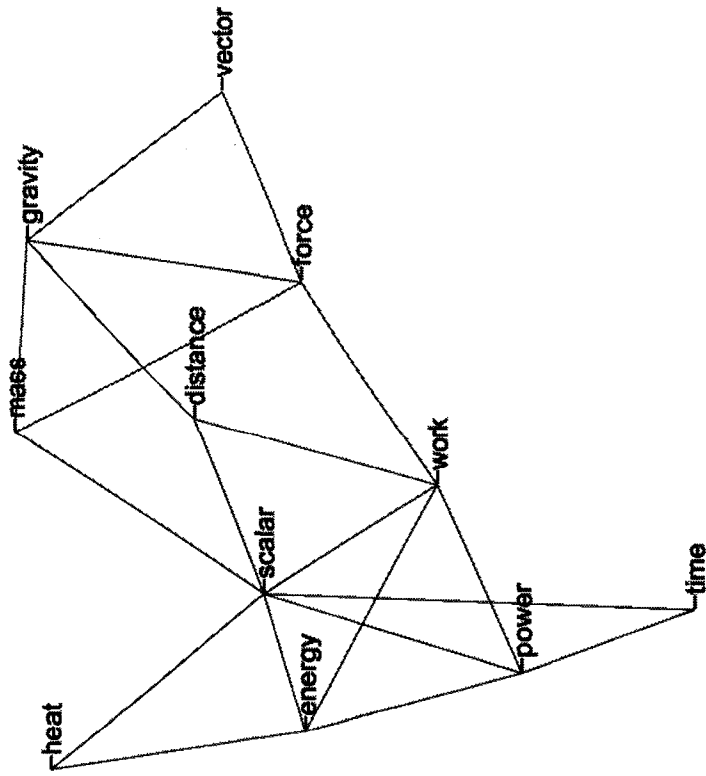 vector
gravity
force
mass
distance
work
scalar
time
power
energy
heat